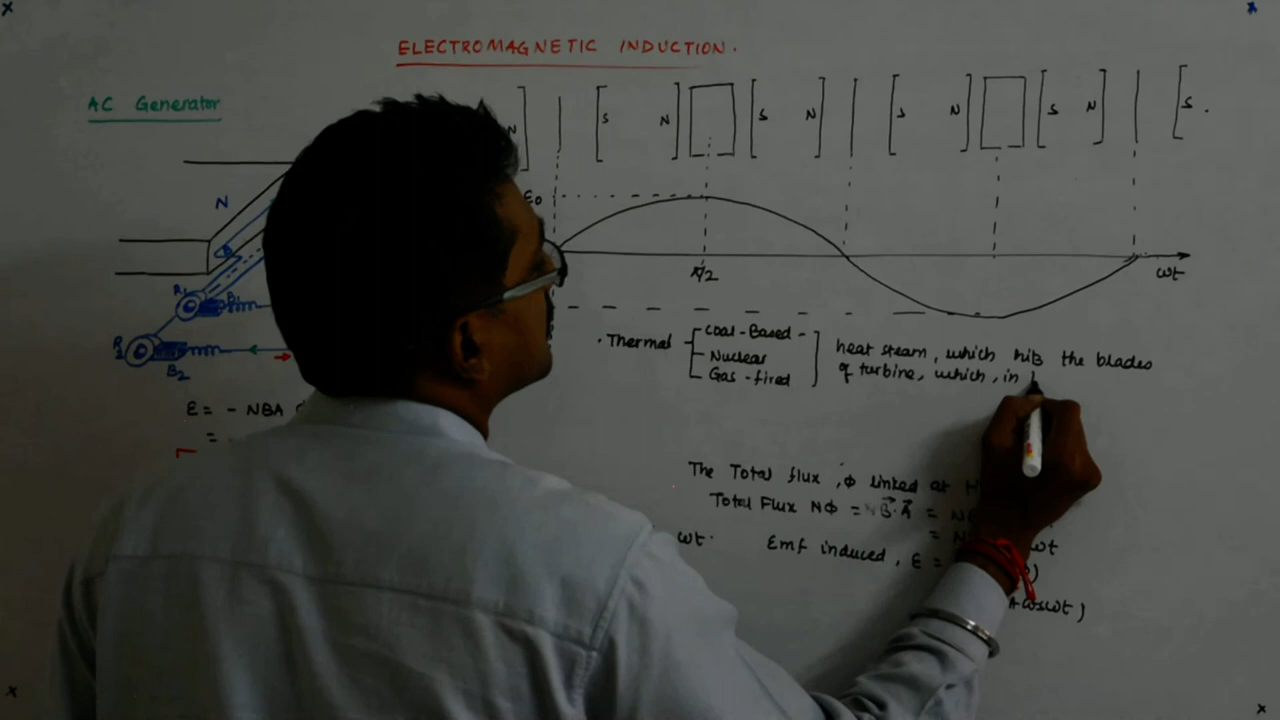 ELECTROMAGNETIC INDUCTION.
AC Generator
N S N S N S N S N S.
N
ε0
π/2
ωt
R1 B1
R2
B2
. Thermal
Coal-Based -
Nuclear
Gas-fired
heat steam, which hits the blades
of turbine, which, in
ε = - NBA
=
The Total flux, ϕ linked at
Total Flux Nϕ = N B⃗·A⃗ =
=
ωt
ωt.
Emf induced, ε =
cosωt)